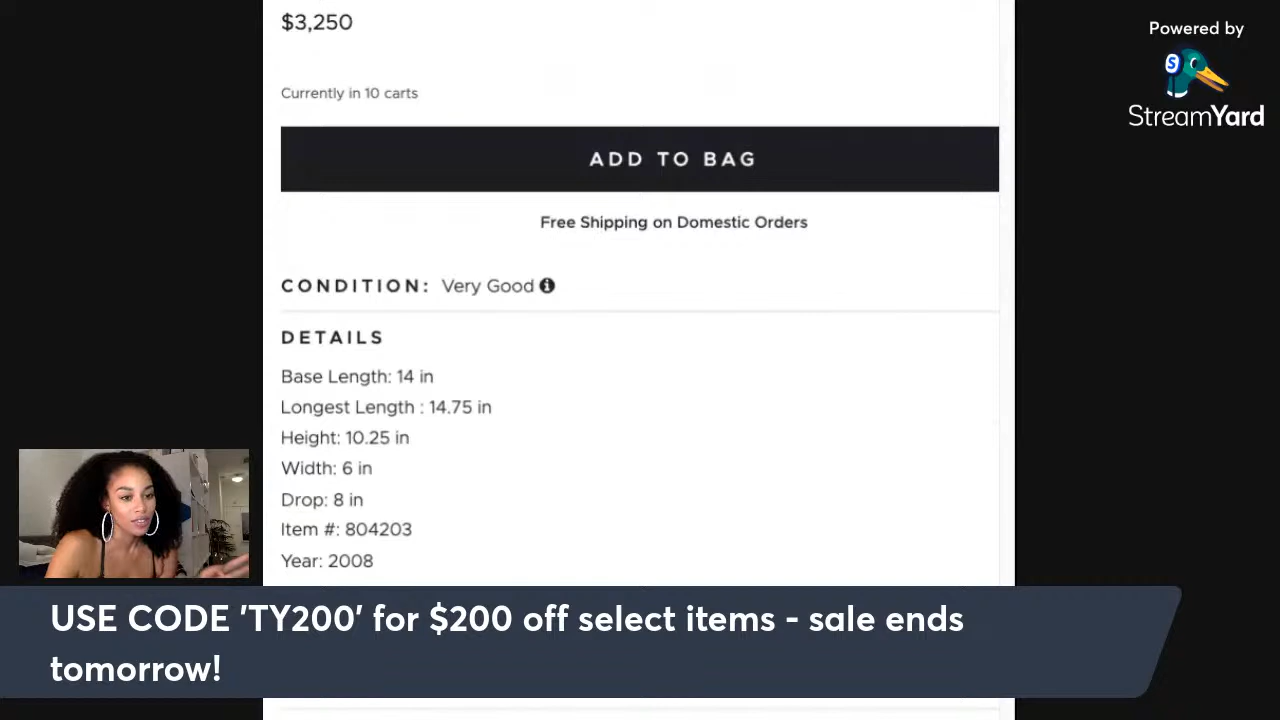 $3,250
Powered by
StreamYard
Currently in 10 carts
ADD TO BAG
Free Shipping on Domestic Orders
CONDITION: Very Good
DETAILS
Base Length: 14 in
Longest Length : 14.75 in
Height: 10.25 in
Width: 6 in
Drop: 8 in
Item #: 804203
Year: 2008
USE CODE 'TY200' for $200 off select items - sale ends
tomorrow!